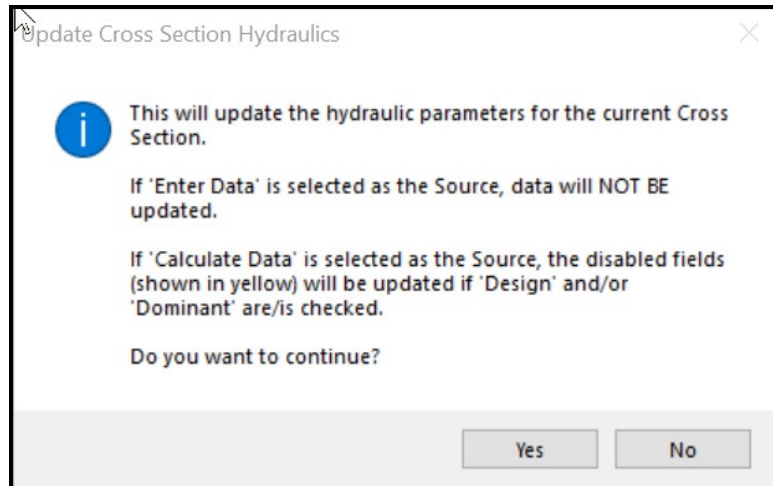 Update Cross Section Hydraulics
This will update the hydraulic parameters for the current Cross
Section.
If 'Enter Data' is selected as the Source, data will NOT BE
updated.
If 'Calculate Data' is selected as the Source, the disabled fields
(shown in yellow) will be updated if 'Design' and/or
'Dominant' are/is checked.
Do you want to continue?
Yes No